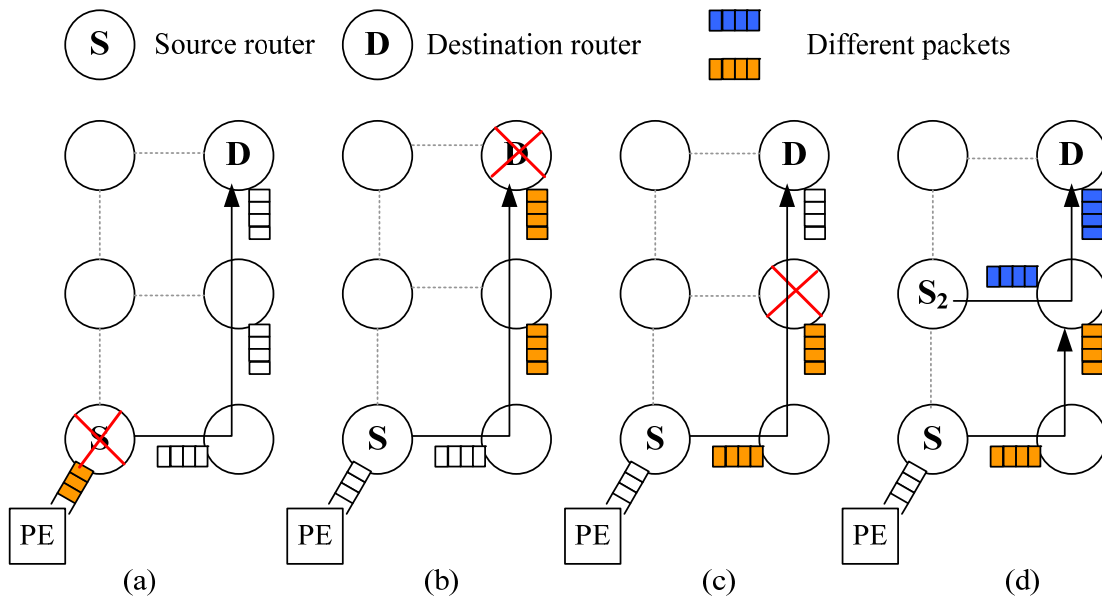 S Source router D Destination router Different packets
D D D D
S₂
S S S S
PE PE PE PE
(a) (b) (c) (d)